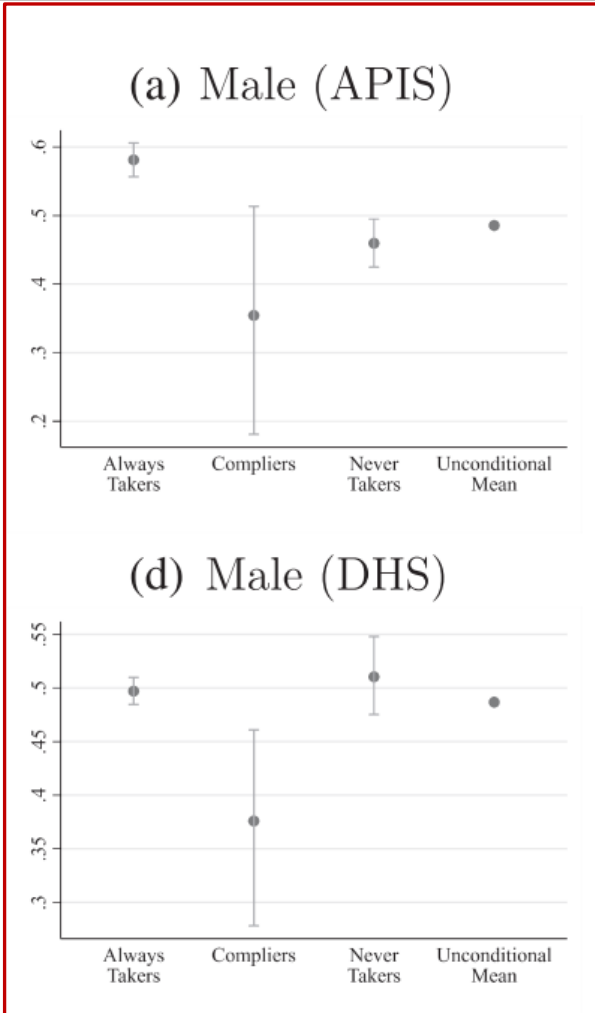 (a) Male (APIS)
.6
.5
.4
.3
.2
Always Takers
Compliers
Never Takers
Unconditional Mean
(d) Male (DHS)
.55
.5
.45
.4
.35
.3
Always Takers
Compliers
Never Takers
Unconditional Mean